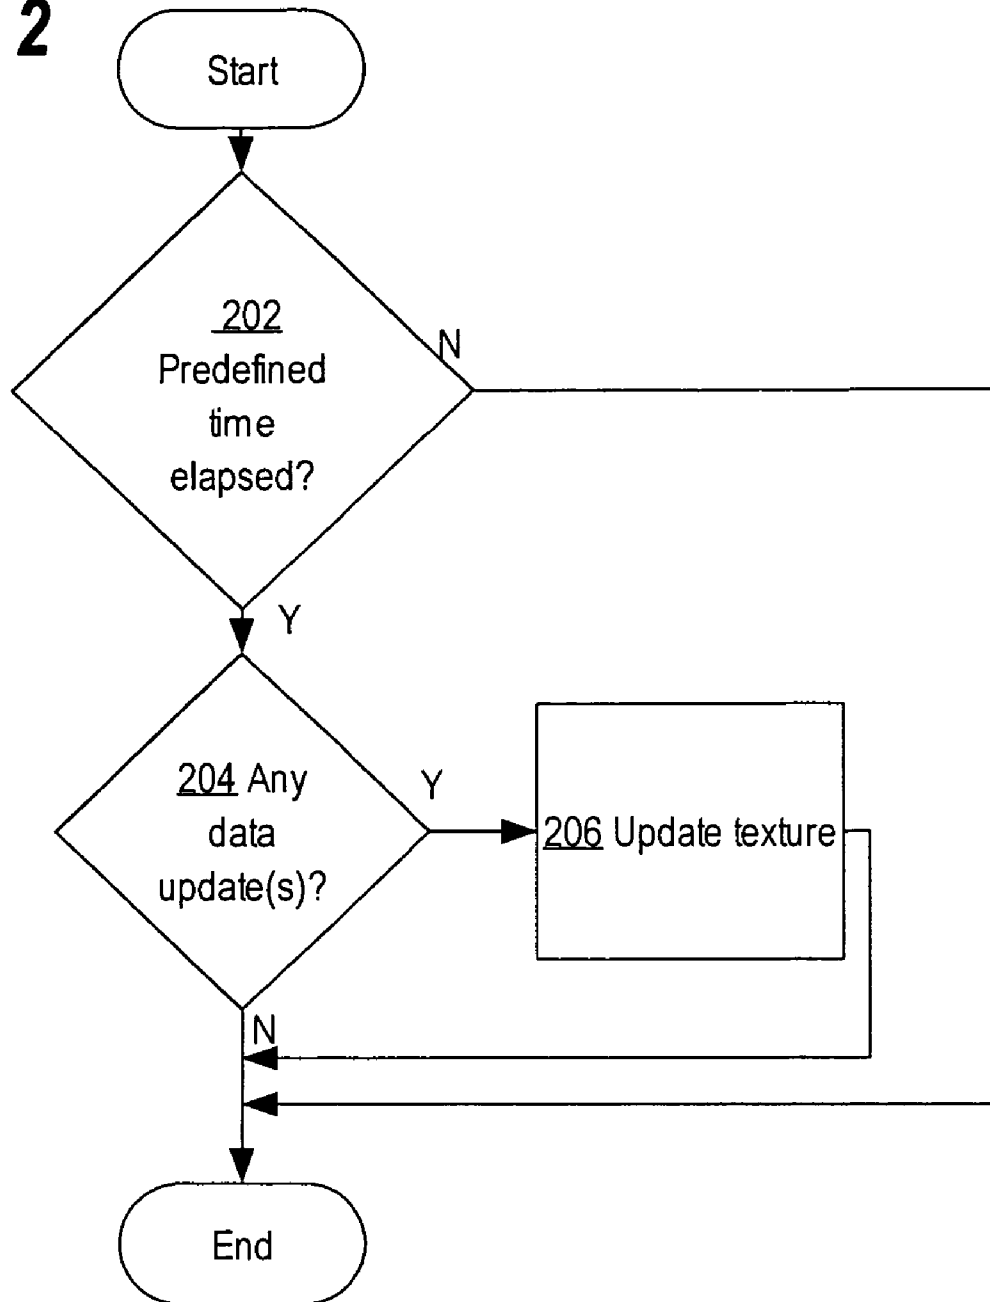 2
Start
202
Predefined
time
elapsed?
N
Y
204 Any
data
update(s)?
Y
206 Update texture
N
End